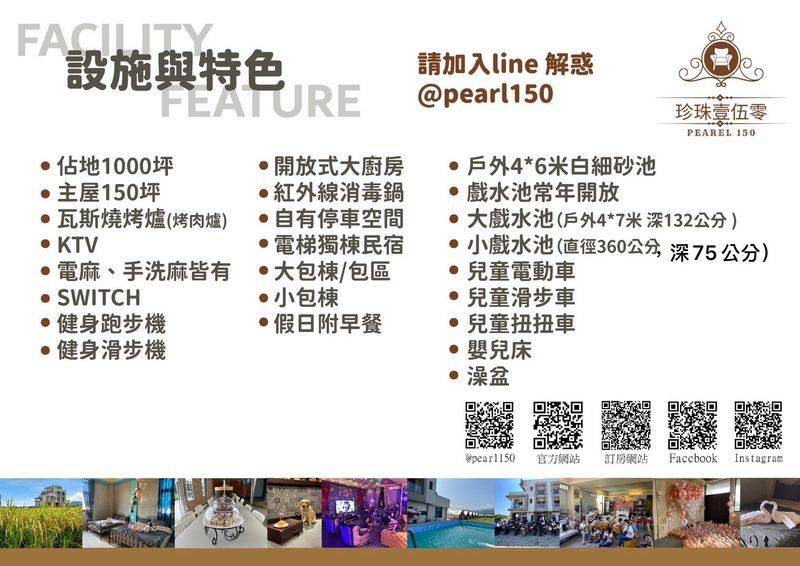 FACILITY
設施與特色
FEATURE
請加入line 解惑
@pearl150
珍珠壹伍零
PEAREL 150
• 佔地1000坪
• 主屋150坪
• 瓦斯燒烤爐(烤肉爐)
• KTV
• 電麻、手洗麻皆有
• SWITCH
• 健身跑步機
• 健身滑步機
• 開放式大廚房
• 紅外線消毒鍋
• 自有停車空間
• 電梯獨棟民宿
• 大包棟/包區
• 小包棟
• 假日附早餐
• 戶外4*6米白細砂池
• 戲水池常年開放
• 大戲水池(戶外4*7米 深132公分 )
• 小戲水池(直徑360公分, 深75公分)
• 兒童電動車
• 兒童滑步車
• 兒童扭扭車
• 嬰兒床
• 澡盆
@pearl150
官方網站
訂房網站
Facebook
Instagram